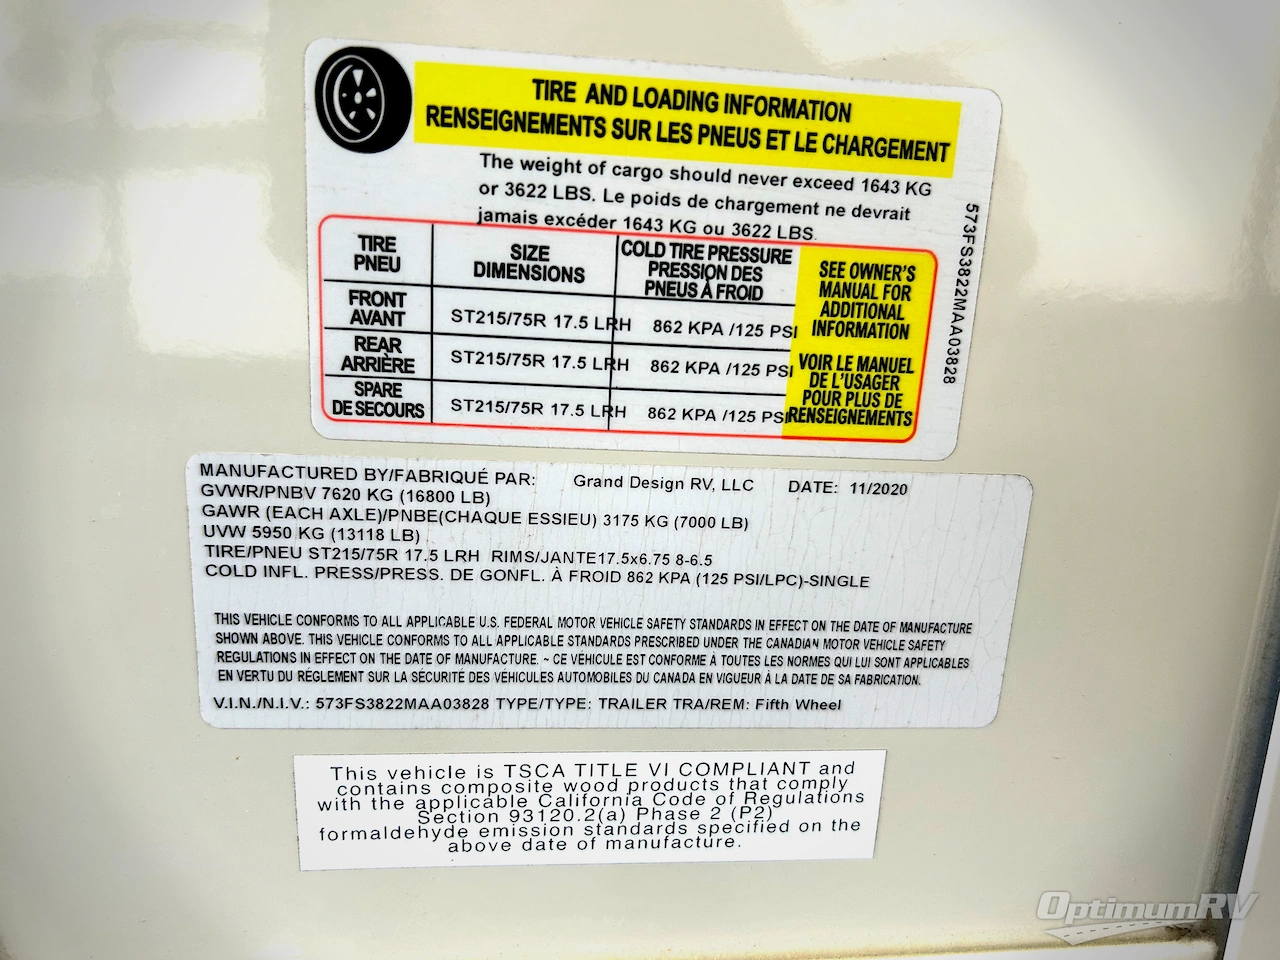 TIRE AND LOADING INFORMATION
RENSEIGNEMENTS SUR LES PNEUS ET LE CHARGEMENT
The weight of cargo should never exceed 1643 KG
or 3622 LBS. Le poids de chargement ne devrait
jamais excéder 1643 KG ou 3622 LBS.
TIRE
PNEU
SIZE
DIMENSIONS
COLD TIRE PRESSURE
PRESSION DES
PNEUS À FROID
FRONT
AVANT
ST215/75R 17.5 LRH
862 KPA /125 PSI
REAR
ARRIÈRE
ST215/75R 17.5 LRH
862 KPA /125 PSI
SPARE
DE SECOURS
ST215/75R 17.5 LRH
862 KPA /125 PSI
SEE OWNER'S
MANUAL FOR
ADDITIONAL
INFORMATION
VOIR LE MANUEL
DE L'USAGER
POUR PLUS DE
RENSEIGNEMENTS
573FS3822MAA03828
MANUFACTURED BY/FABRIQUÉ PAR: Grand Design RV, LLC DATE: 11/2020
GVWR/PNBV 7620 KG (16800 LB)
GAWR (EACH AXLE)/PNBE(CHAQUE ESSIEU) 3175 KG (7000 LB)
UVW 5950 KG (13118 LB)
TIRE/PNEU ST215/75R 17.5 LRH RIMS/JANTE17.5x6.75 8-6.5
COLD INFL. PRESS/PRESS. DE GONFL. À FROID 862 KPA (125 PSI/LPC)-SINGLE
THIS VEHICLE CONFORMS TO ALL APPLICABLE U.S. FEDERAL MOTOR VEHICLE SAFETY STANDARDS IN EFFECT ON THE DATE OF MANUFACTURE
SHOWN ABOVE. THIS VEHICLE CONFORMS TO ALL APPLICABLE STANDARDS PRESCRIBED UNDER THE CANADIAN MOTOR VEHICLE SAFETY
REGULATIONS IN EFFECT ON THE DATE OF MANUFACTURE. ~ CE VÉHICULE EST CONFORME À TOUTES LES NORMES QUI LUI SONT APPLICABLES
EN VERTU DU RÈGLEMENT SUR LA SÉCURITÉ DES VÉHICULES AUTOMOBILES DU CANADA EN VIGUEUR À LA DATE DE SA FABRICATION.
V.I.N./N.I.V.: 573FS3822MAA03828 TYPE/TYPE: TRAILER TRA/REM: Fifth Wheel
This vehicle is TSCA TITLE VI COMPLIANT and
contains composite wood products that comply
with the applicable California Code of Regulations
Section 93120.2(a) Phase 2 (P2)
formaldehyde emission standards specified on the
above date of manufacture.
OptimumRV